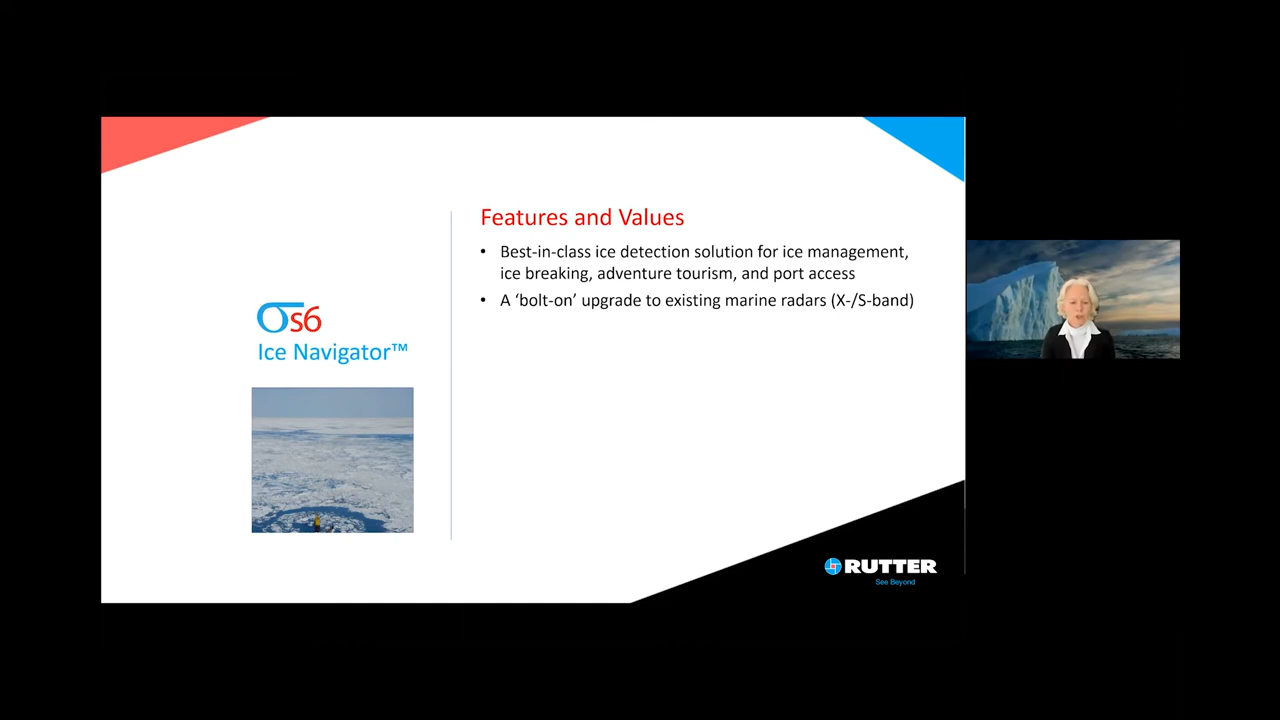 Features and Values
• Best-in-class ice detection solution for ice management,
ice breaking, adventure tourism, and port access
• A ‘bolt-on’ upgrade to existing marine radars (X-/S-band)
σs6
Ice Navigator™
RUTTER
See Beyond